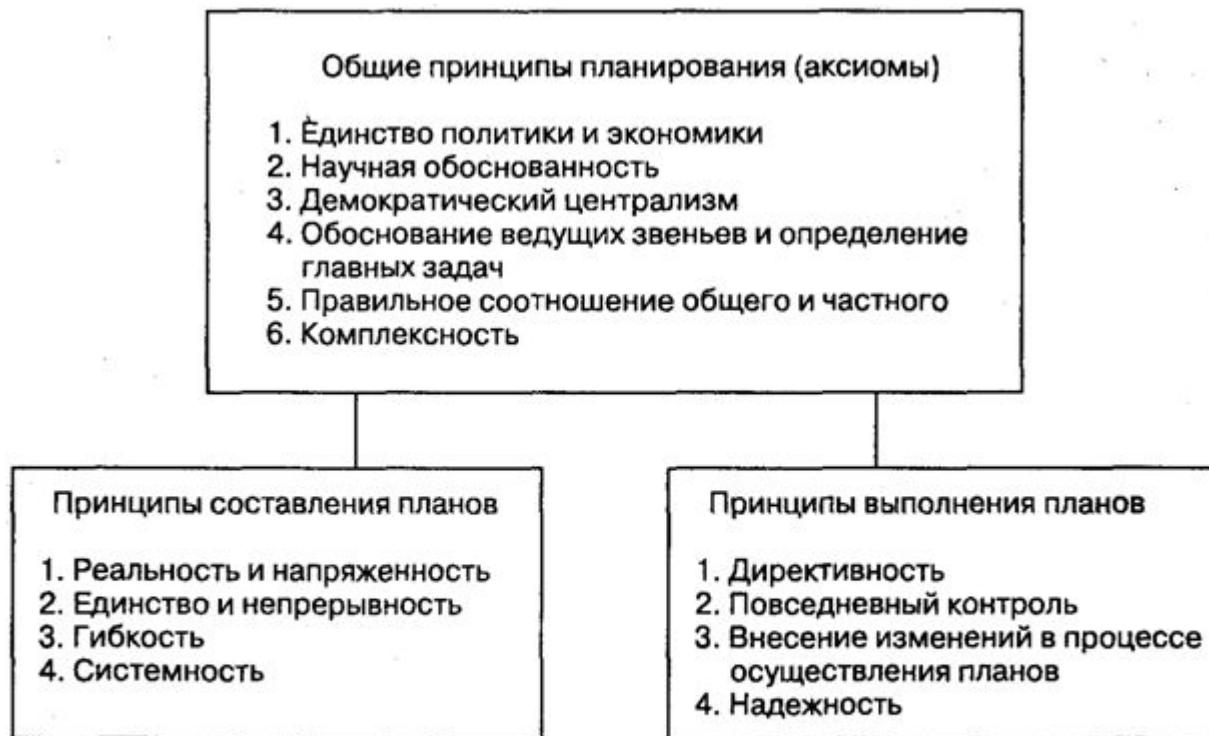 Общие принципы планирования (аксиомы)
1. Единство политики и экономики
2. Научная обоснованность
3. Демократический централизм
4. Обоснование ведущих звеньев и определение
главных задач
5. Правильное соотношение общего и частного
6. Комплексность
Принципы составления планов
1. Реальность и напряженность
2. Единство и непрерывность
3. Гибкость
4. Системность
Принципы выполнения планов
1. Директивность
2. Повседневный контроль
3. Внесение изменений в процессе
осуществления планов
4. Надежность